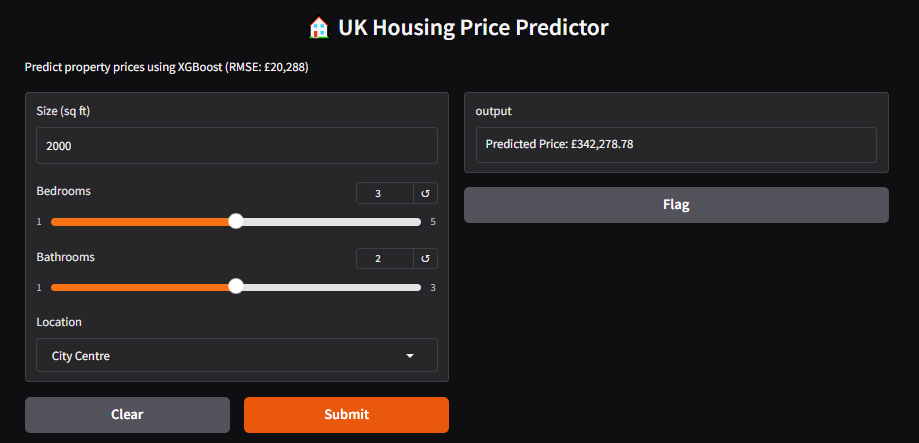 🏠 UK Housing Price Predictor
Predict property prices using XGBoost (RMSE: £20,288)
Size (sq ft)
2000
Bedrooms
3 ↺
1 5
Bathrooms
2 ↺
1 3
Location
City Centre
Clear
Submit
output
Predicted Price: £342,278.78
Flag